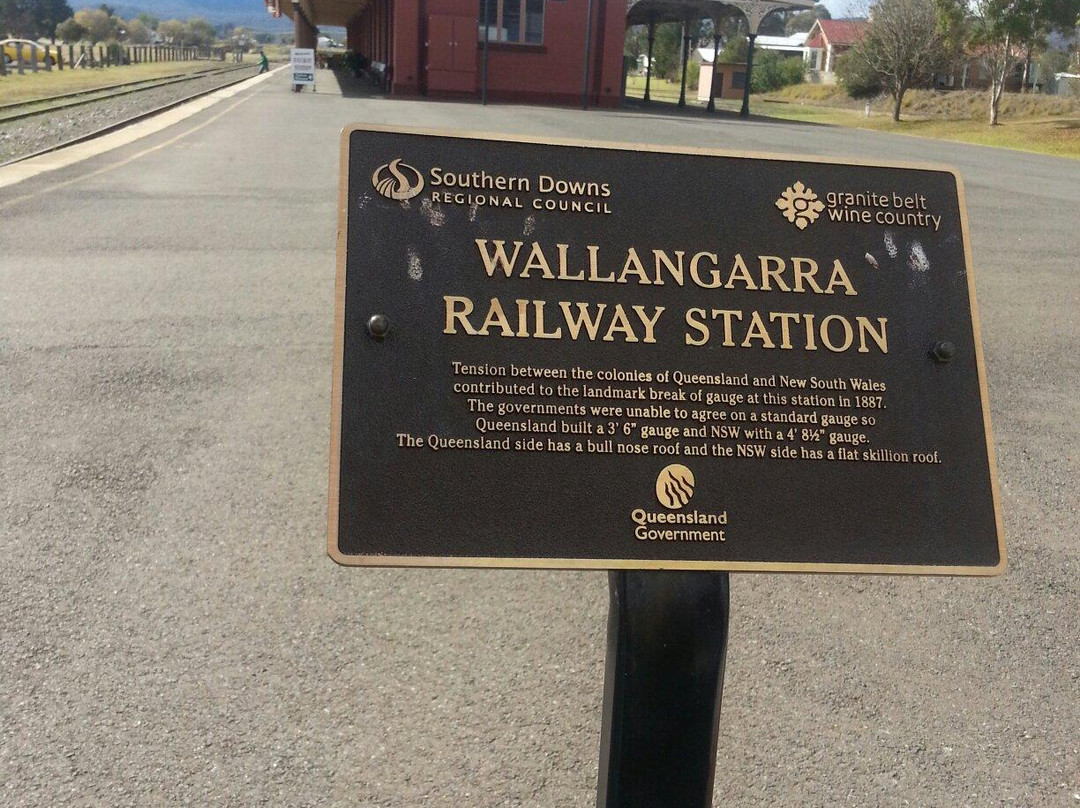 Southern Downs
REGIONAL COUNCIL
granite belt
wine country
WALLANGARRA
RAILWAY STATION
Tension between the colonies of Queensland and New South Wales
contributed to the landmark break of gauge at this station in 1887.
The governments were unable to agree on a standard gauge so
Queensland built a 3' 6" gauge and NSW with a 4' 8½" gauge.
The Queensland side has a bull nose roof and the NSW side has a flat skillion roof.
Queensland
Government